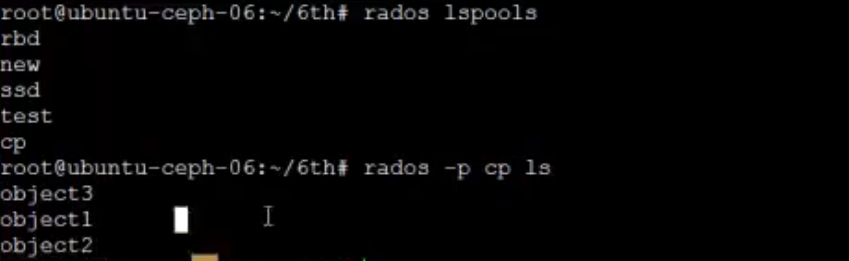 root@ubuntu-ceph-06:~/6th# rados lspools
rbd
new
ssd
test
cp
root@ubuntu-ceph-06:~/6th# rados -p cp ls
object3
object1
object2